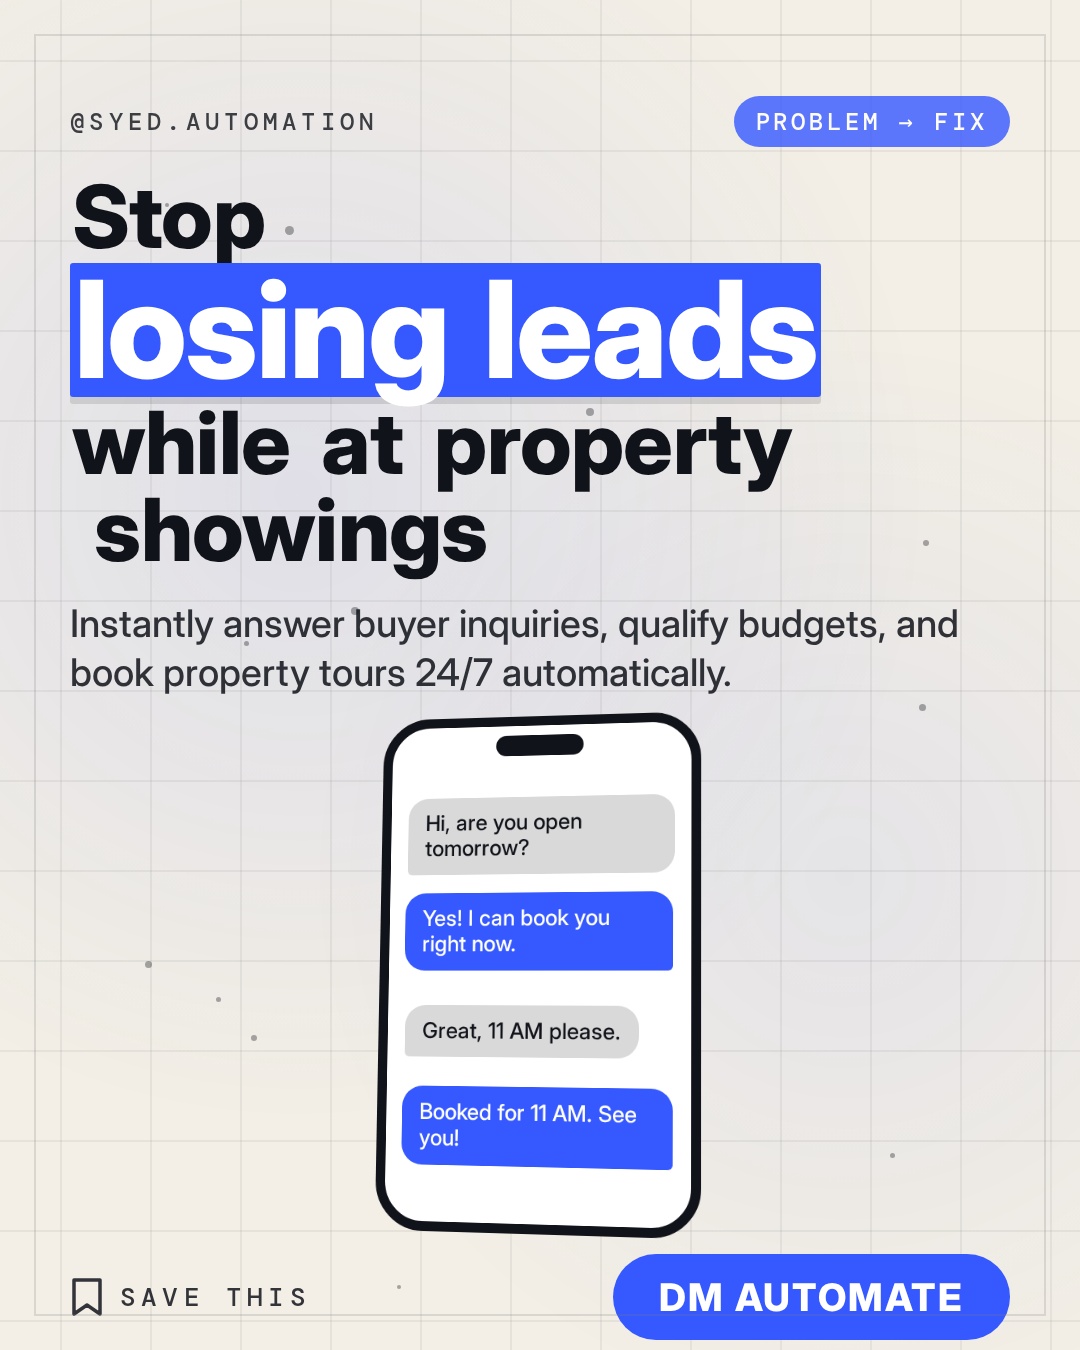 @SYED.AUTOMATION
PROBLEM → FIX
Stop
losing leads
while at property
showings
Instantly answer buyer inquiries, qualify budgets, and
book property tours 24/7 automatically.
Hi, are you open
tomorrow?
Yes! I can book you
right now.
Great, 11 AM please.
Booked for 11 AM. See
you!
SAVE THIS
DM AUTOMATE